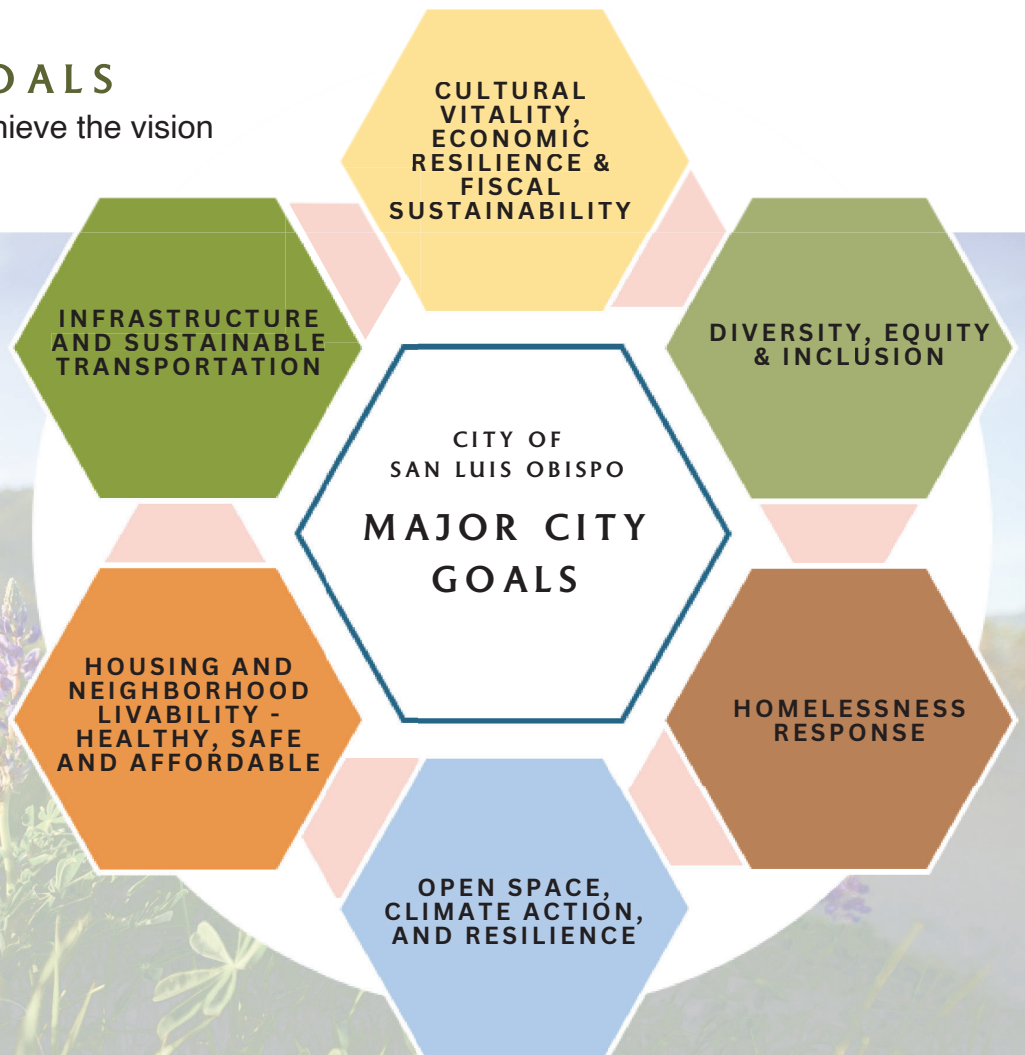 OALS
hieve the vision
CULTURAL
VITALITY,
ECONOMIC
RESILIENCE &
FISCAL
SUSTAINABILITY
INFRASTRUCTURE
AND SUSTAINABLE
TRANSPORTATION
DIVERSITY, EQUITY
& INCLUSION
CITY OF
SAN LUIS OBISPO
MAJOR CITY
GOALS
HOUSING AND
NEIGHBORHOOD
LIVABILITY -
HEALTHY, SAFE
AND AFFORDABLE
HOMELESSNESS
RESPONSE
OPEN SPACE,
CLIMATE ACTION,
AND RESILIENCE